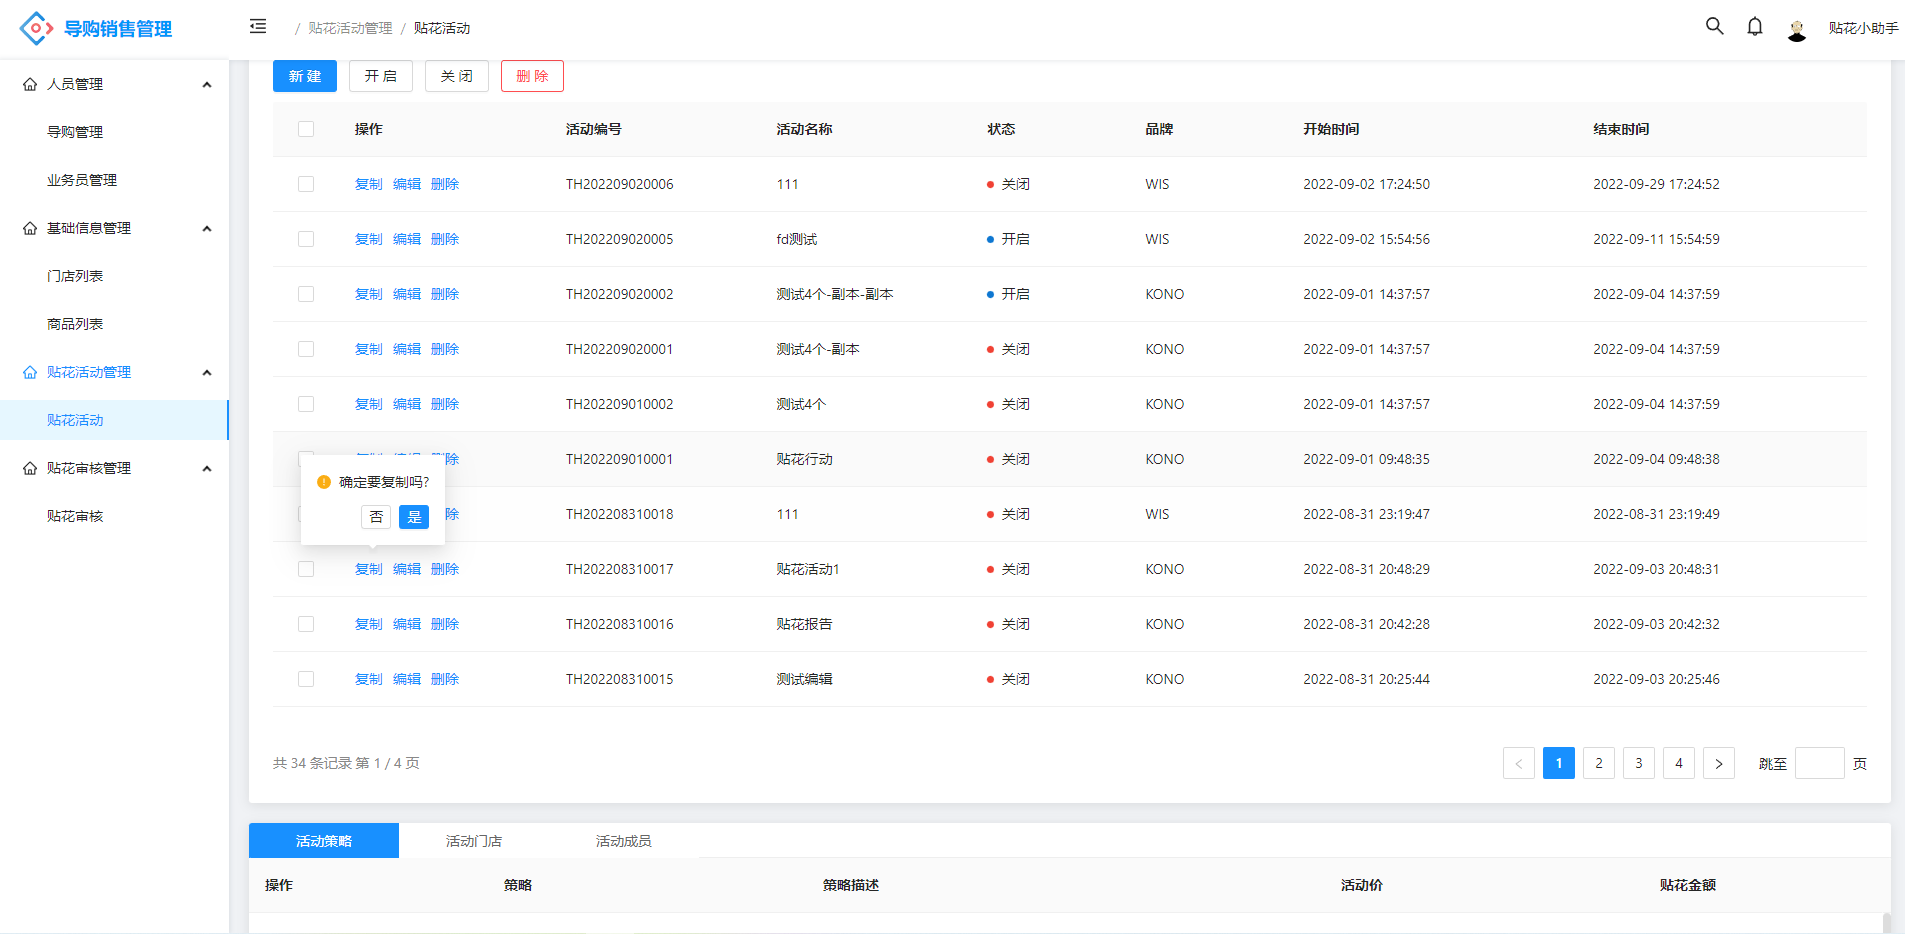 导购销售管理
/ 贴花活动管理 / 贴花活动
贴花小助手
人员管理
导购管理
业务员管理
基础信息管理
门店列表
商品列表
贴花活动管理
贴花活动
贴花审核管理
贴花审核
新 建 开 启 关 闭 删 除
操作 活动编号 活动名称 状态 品牌 开始时间 结束时间
复制 编辑 删除 TH202209020006 111 关闭 WIS 2022-09-02 17:24:50 2022-09-29 17:24:52
复制 编辑 删除 TH202209020005 fd测试 开启 WIS 2022-09-02 15:54:56 2022-09-11 15:54:59
复制 编辑 删除 TH202209020002 测试4个-副本-副本 开启 KONO 2022-09-01 14:37:57 2022-09-04 14:37:59
复制 编辑 删除 TH202209020001 测试4个-副本 关闭 KONO 2022-09-01 14:37:57 2022-09-04 14:37:59
复制 编辑 删除 TH202209010002 测试4个 关闭 KONO 2022-09-01 14:37:57 2022-09-04 14:37:59
除 TH202209010001 贴花行动 关闭 KONO 2022-09-01 09:48:35 2022-09-04 09:48:38
确定要复制吗?
否 是
除 TH202208310018 111 关闭 WIS 2022-08-31 23:19:47 2022-08-31 23:19:49
复制 编辑 删除 TH202208310017 贴花活动1 关闭 KONO 2022-08-31 20:48:29 2022-09-03 20:48:31
复制 编辑 删除 TH202208310016 贴花报告 关闭 KONO 2022-08-31 20:42:28 2022-09-03 20:42:32
复制 编辑 删除 TH202208310015 测试编辑 关闭 KONO 2022-08-31 20:25:44 2022-09-03 20:25:46
共 34 条记录 第 1 / 4 页 < 1 2 3 4 > 跳至 页
活动策略 活动门店 活动成员
操作 策略 策略描述 活动价 贴花金额